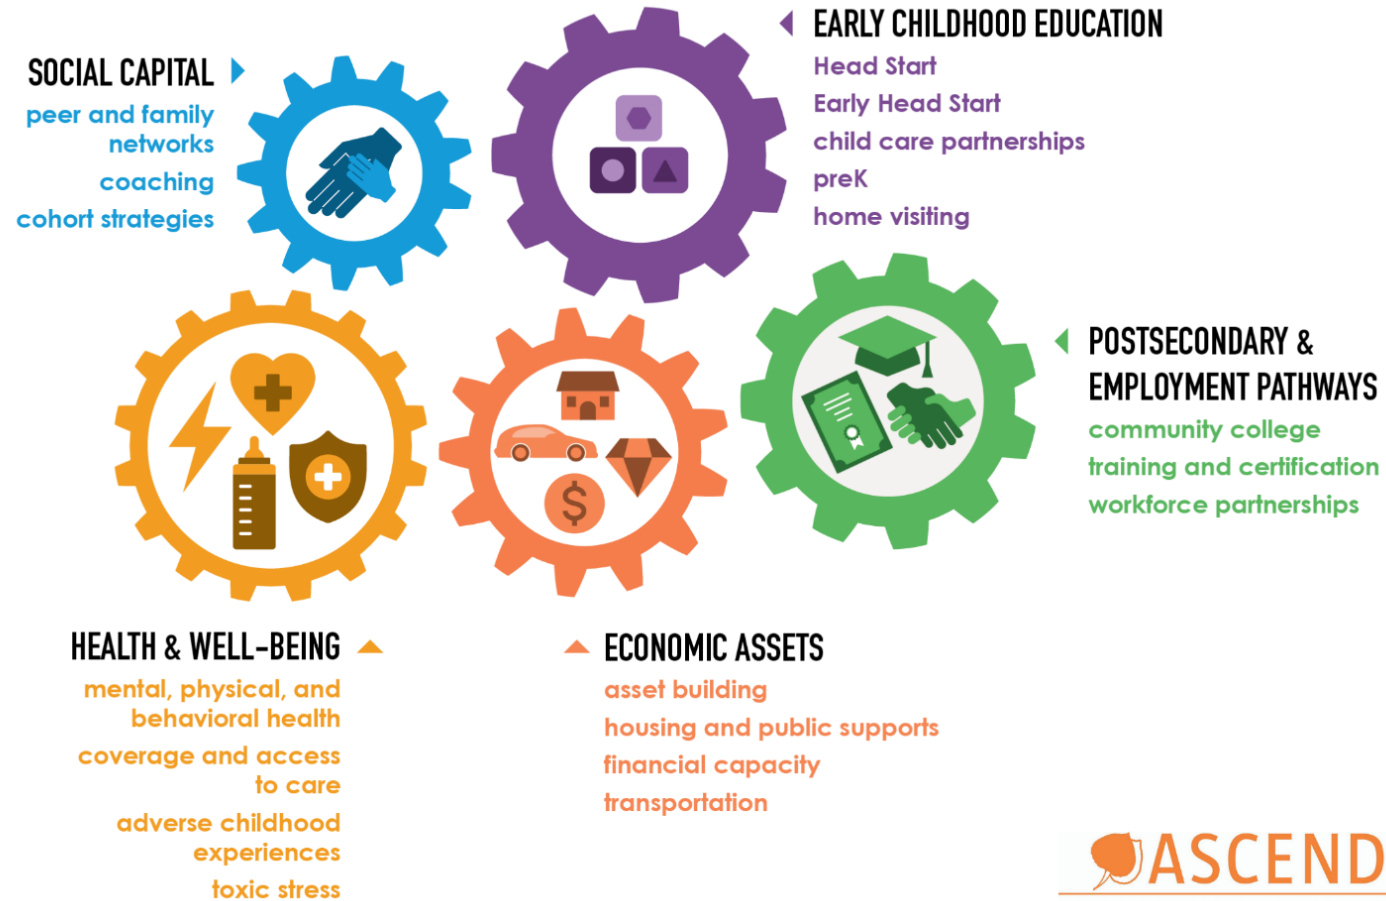 SOCIAL CAPITAL
peer and family
networks
coaching
cohort strategies
EARLY CHILDHOOD EDUCATION
Head Start
Early Head Start
child care partnerships
preK
home visiting
POSTSECONDARY &
EMPLOYMENT PATHWAYS
community college
training and certification
workforce partnerships
$
HEALTH & WELL-BEING
mental, physical, and
behavioral health
coverage and access
to care
adverse childhood
experiences
toxic stress
ECONOMIC ASSETS
asset building
housing and public supports
financial capacity
transportation
ASCEND